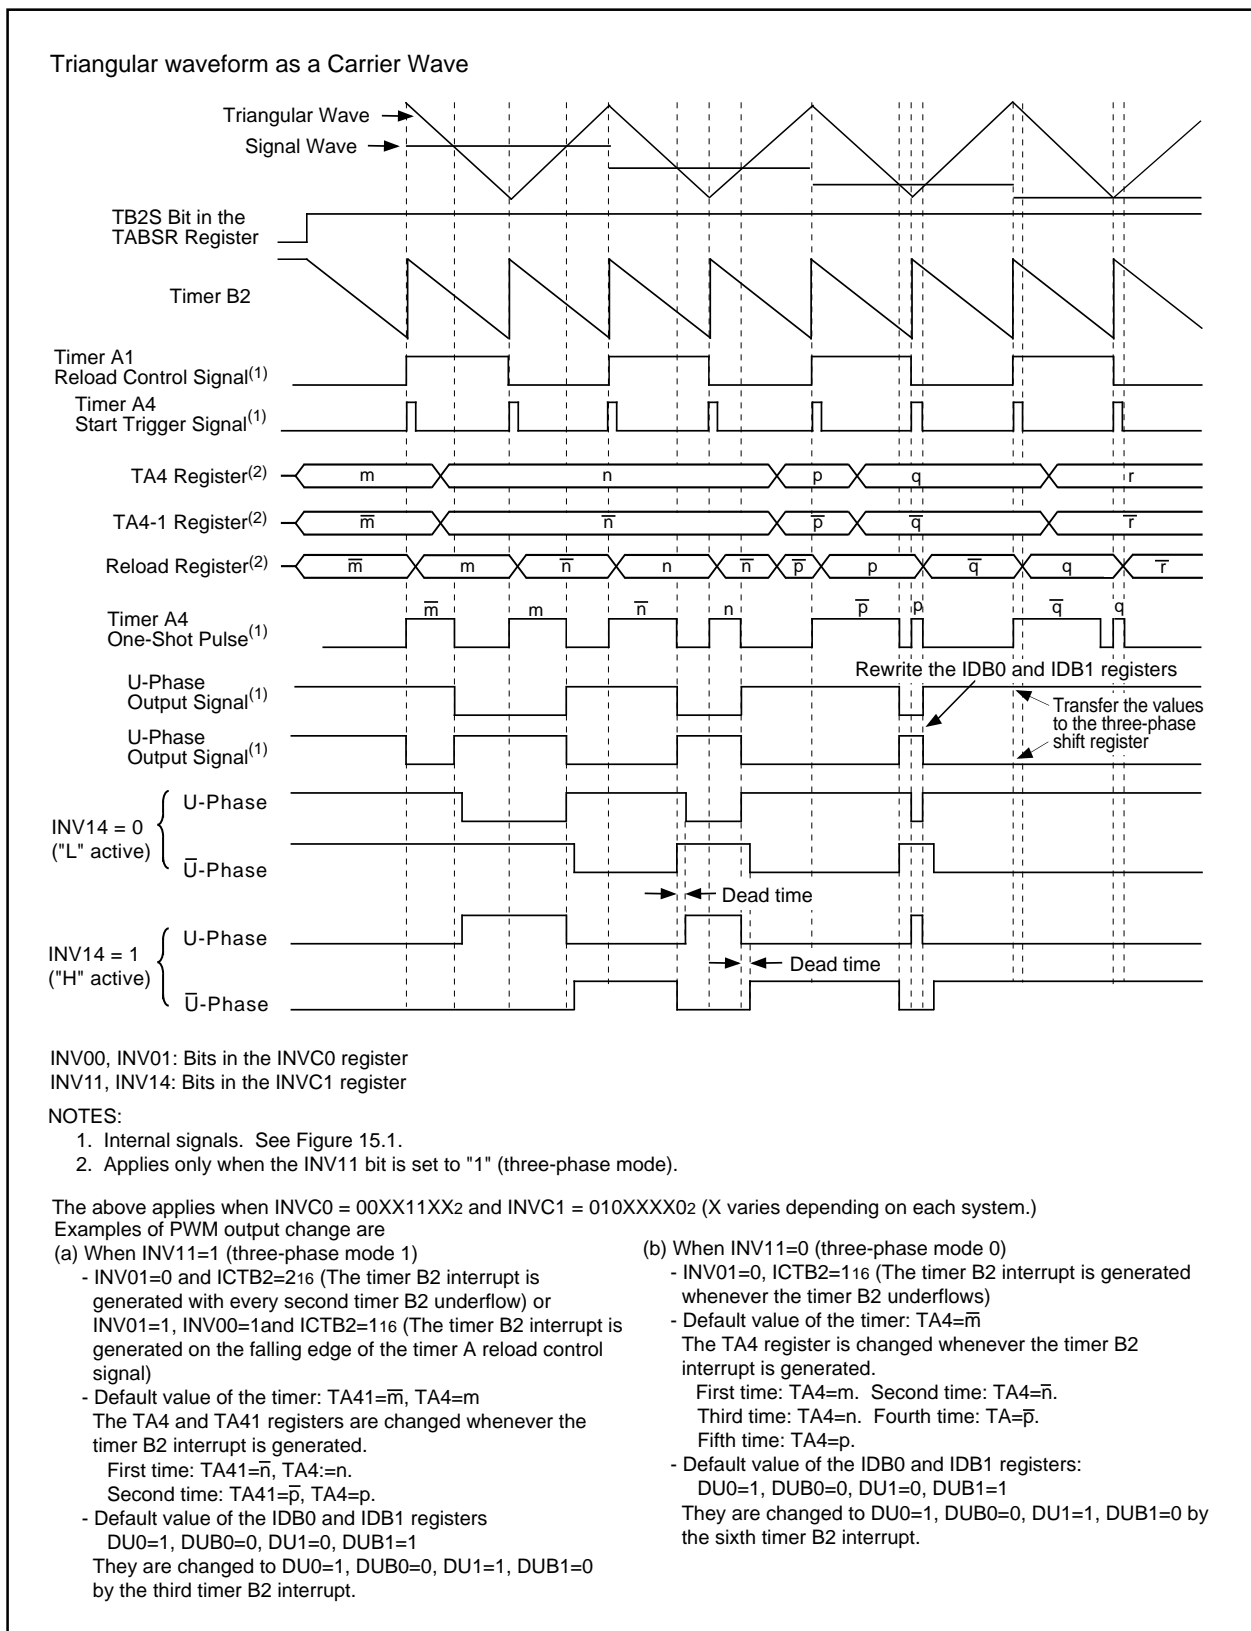 Triangular waveform as a Carrier Wave
Triangular Wave
Signal Wave
TB2S Bit in the
TABSR Register
Timer B2
Timer A1
Reload Control Signal(1)
Timer A4
Start Trigger Signal(1)
TA4 Register(2) m n p q r
TA4-1 Register(2) m̅ n̅ p̅ q̅ r̅
Reload Register(2) m̅ m n̅ n n̅ p̅ p q̅ q r̅
m̅ m n̅ n p̅ p q̅ q
Timer A4
One-Shot Pulse(1)
Rewrite the IDB0 and IDB1 registers
U-Phase
Output Signal(1)
Transfer the values
to the three-phase
shift register
U-Phase
Output Signal(1)
INV14 = 0
("L" active)
U-Phase
U̅-Phase
Dead time
INV14 = 1
("H" active)
U-Phase
Dead time
U̅-Phase
INV00, INV01: Bits in the INVC0 register
INV11, INV14: Bits in the INVC1 register
NOTES:
1. Internal signals. See Figure 15.1.
2. Applies only when the INV11 bit is set to "1" (three-phase mode).
The above applies when INVC0 = 00XX11XX2 and INVC1 = 010XXXX02 (X varies depending on each system.)
Examples of PWM output change are
(a) When INV11=1 (three-phase mode 1)
- INV01=0 and ICTB2=216 (The timer B2 interrupt is
generated with every second timer B2 underflow) or
INV01=1, INV00=1and ICTB2=116 (The timer B2 interrupt is
generated on the falling edge of the timer A reload control
signal)
- Default value of the timer: TA41=m̅, TA4=m
The TA4 and TA41 registers are changed whenever the
timer B2 interrupt is generated.
First time: TA41=n̅, TA4:=n.
Second time: TA41=p̅, TA4=p.
- Default value of the IDB0 and IDB1 registers
DU0=1, DUB0=0, DU1=0, DUB1=1
They are changed to DU0=1, DUB0=0, DU1=1, DUB1=0
by the third timer B2 interrupt.
(b) When INV11=0 (three-phase mode 0)
- INV01=0, ICTB2=116 (The timer B2 interrupt is generated
whenever the timer B2 underflows)
- Default value of the timer: TA4=m̅
The TA4 register is changed whenever the timer B2
interrupt is generated.
First time: TA4=m. Second time: TA4=n̅.
Third time: TA4=n. Fourth time: TA=p̅.
Fifth time: TA4=p.
- Default value of the IDB0 and IDB1 registers:
DU0=1, DUB0=0, DU1=0, DUB1=1
They are changed to DU0=1, DUB0=0, DU1=1, DUB1=0 by
the sixth timer B2 interrupt.